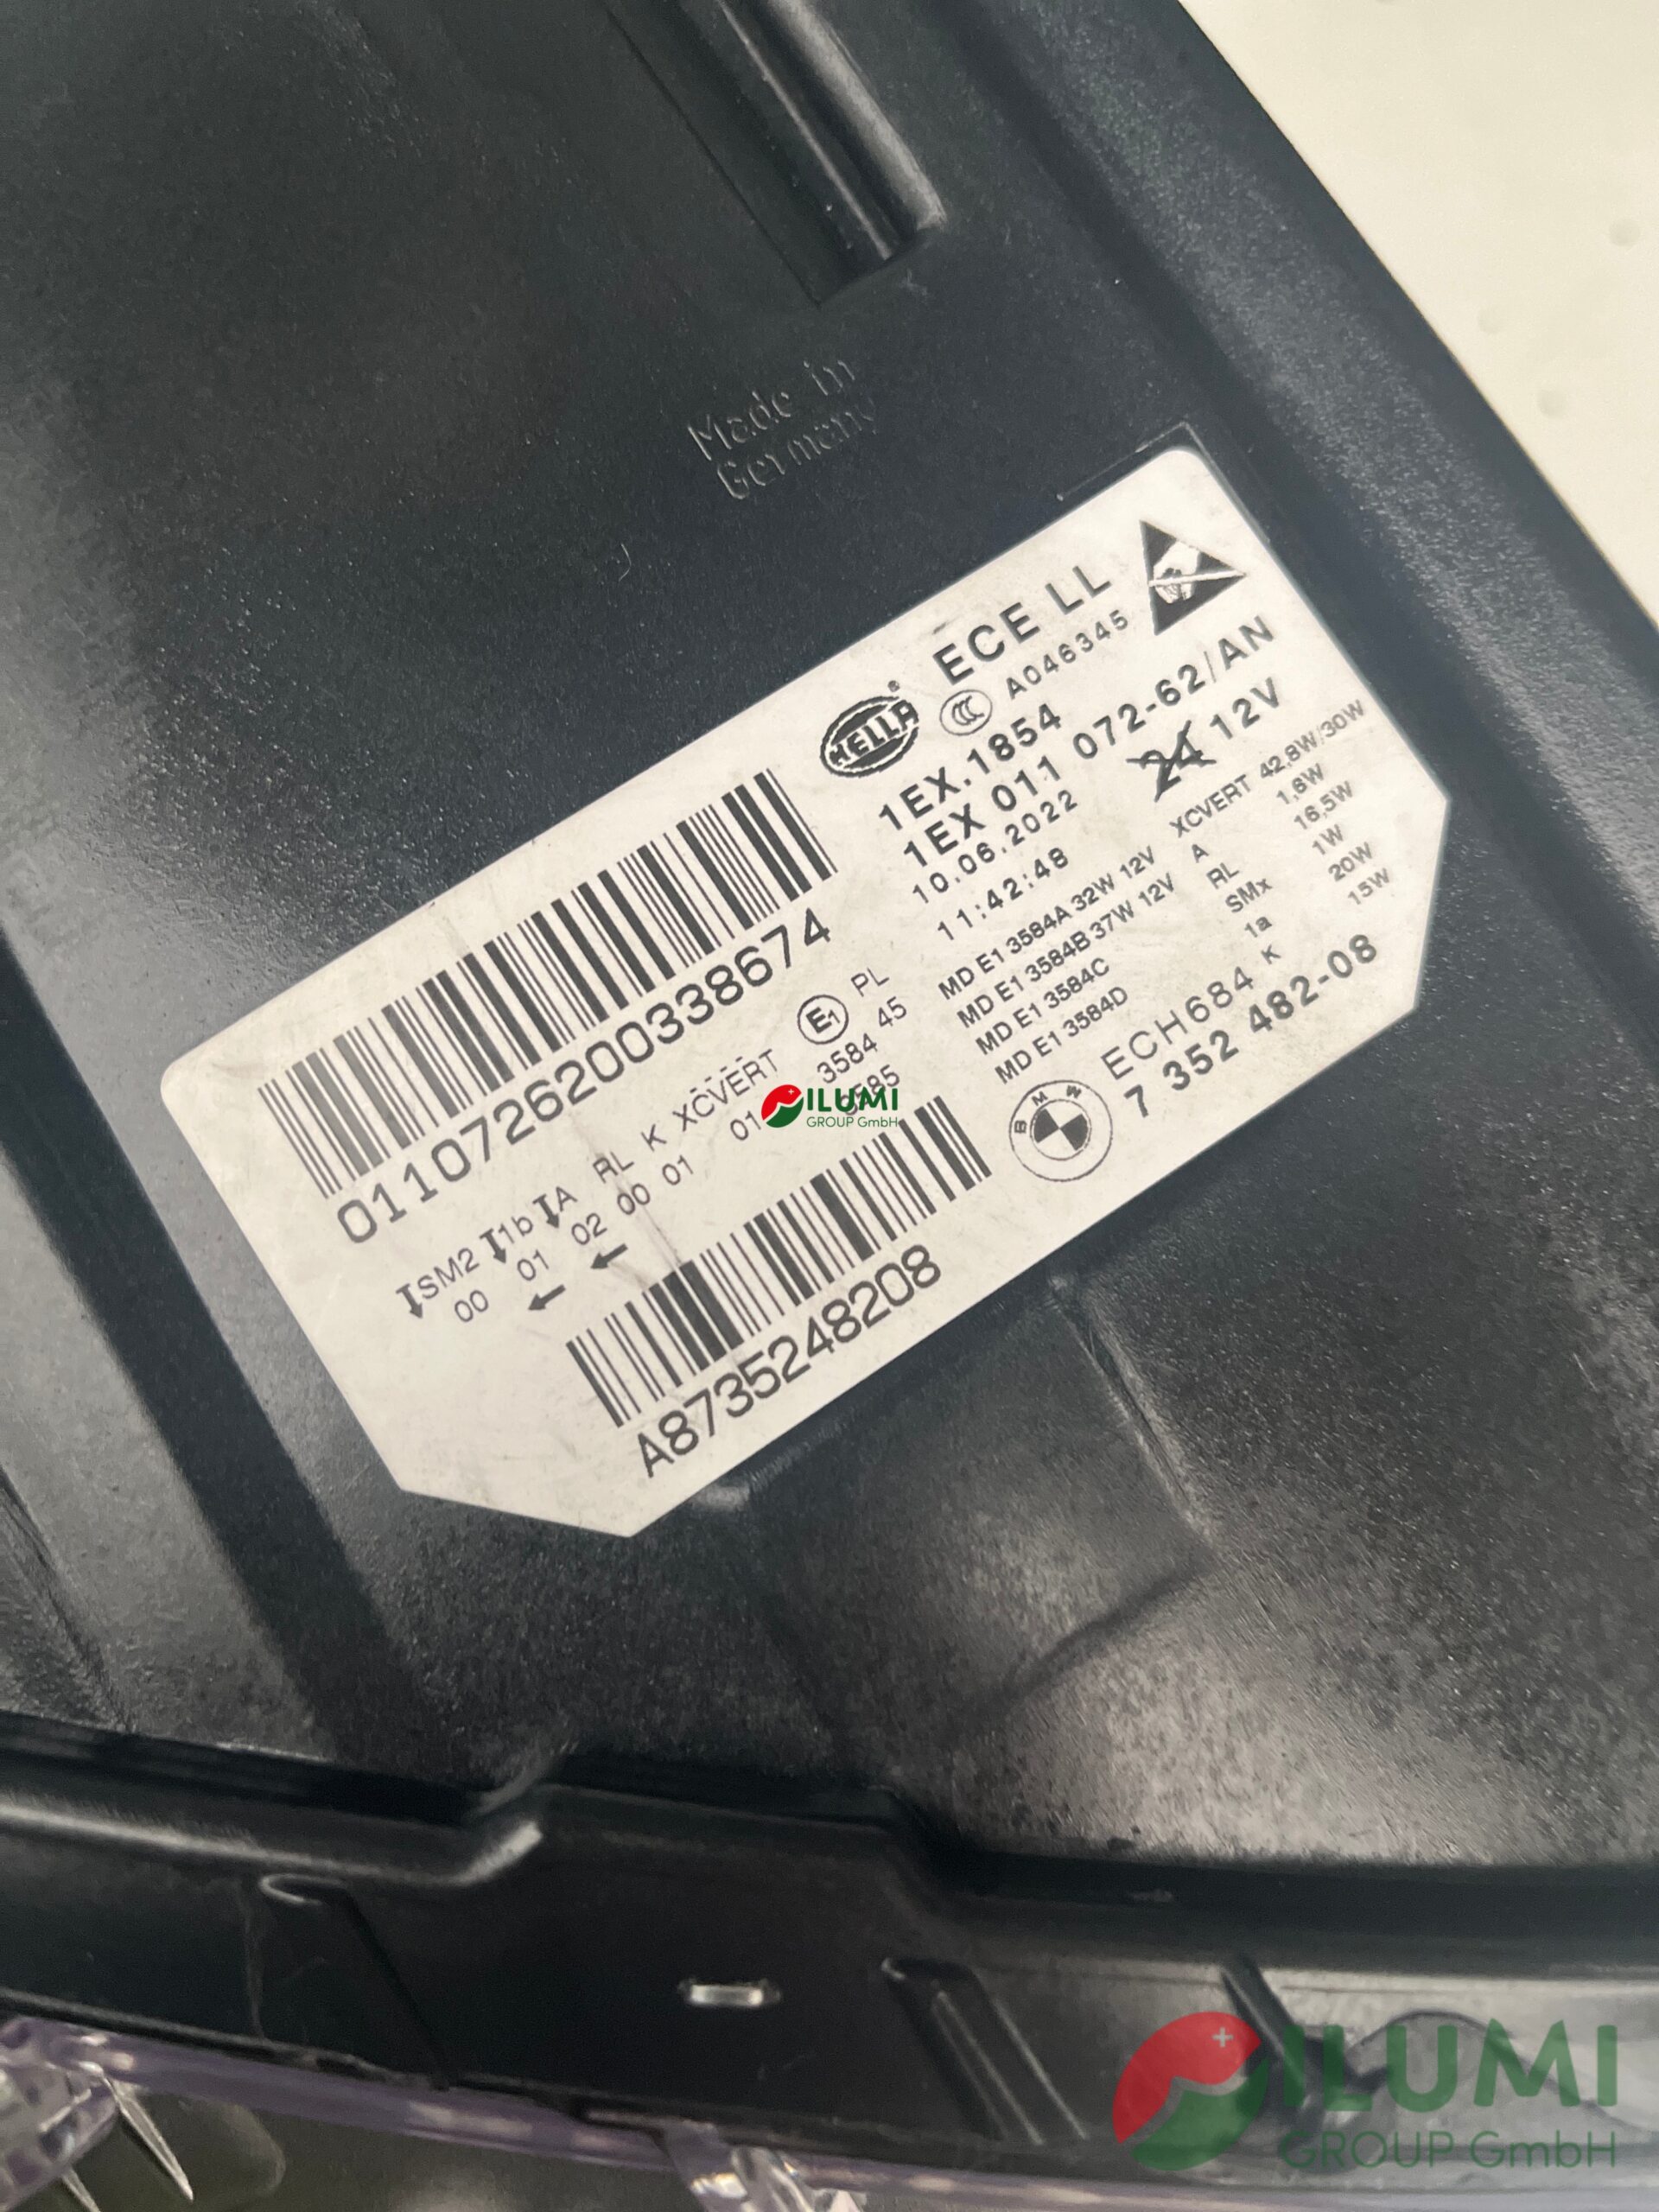 Made in
Germany
HELLA®
ECE LL
CCC A046345
1EX.1854
1EX 011 072-62/AN
10.06.2022
24 12V
11:42:48
MD E1 3584A 32W 12V
MD E1 3584B 37W 12V
MD E1 3584C
MD E1 3584D
XCVERT 42,8W/30W
A 1,6W
RL 16,5W
SMx 1W
1a 20W
K 15W
ECH684
BMW
7 352 482-08
0110726200338674
SM2 1b A RL K XCVERT E1 PL
00 01 02 00 01 01 3584 45
A8735248208
ILUMI
GROUP GmbH
ILUMI
GROUP GmbH